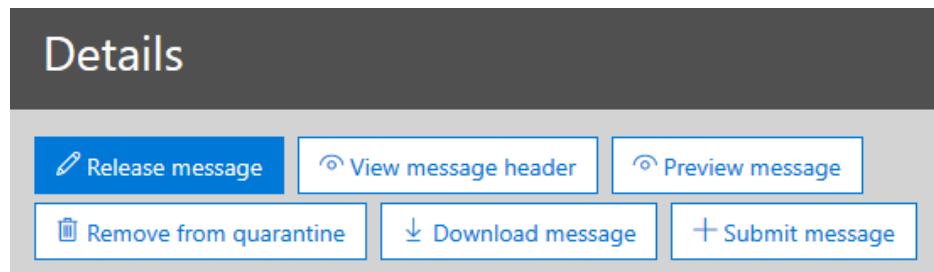 Details
Release message View message header Preview message
Remove from quarantine Download message Submit message